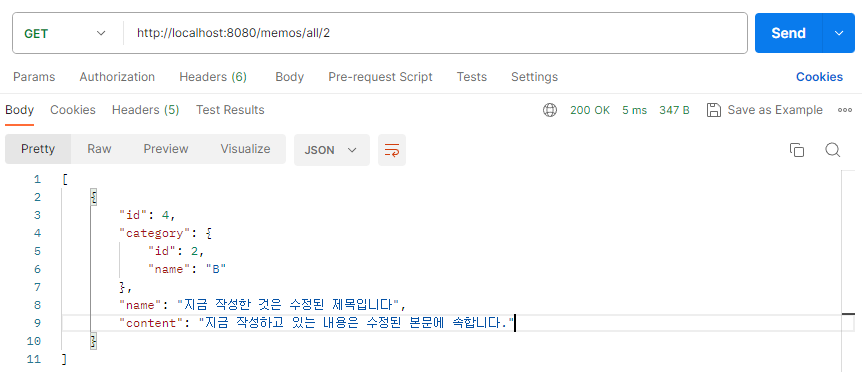 GET http://localhost:8080/memos/all/2 Send
Params Authorization Headers (6) Body Pre-request Script Tests Settings Cookies
Body Cookies Headers (5) Test Results 200 OK 5 ms 347 B Save as Example
Pretty Raw Preview Visualize JSON
1 [
2 {
3 "id": 4,
4 "category": {
5 "id": 2,
6 "name": "B"
7 },
8 "name": "지금 작성한 것은 수정된 제목입니다",
9 "content": "지금 작성하고 있는 내용은 수정된 본문에 속합니다."
10 }
11 ]